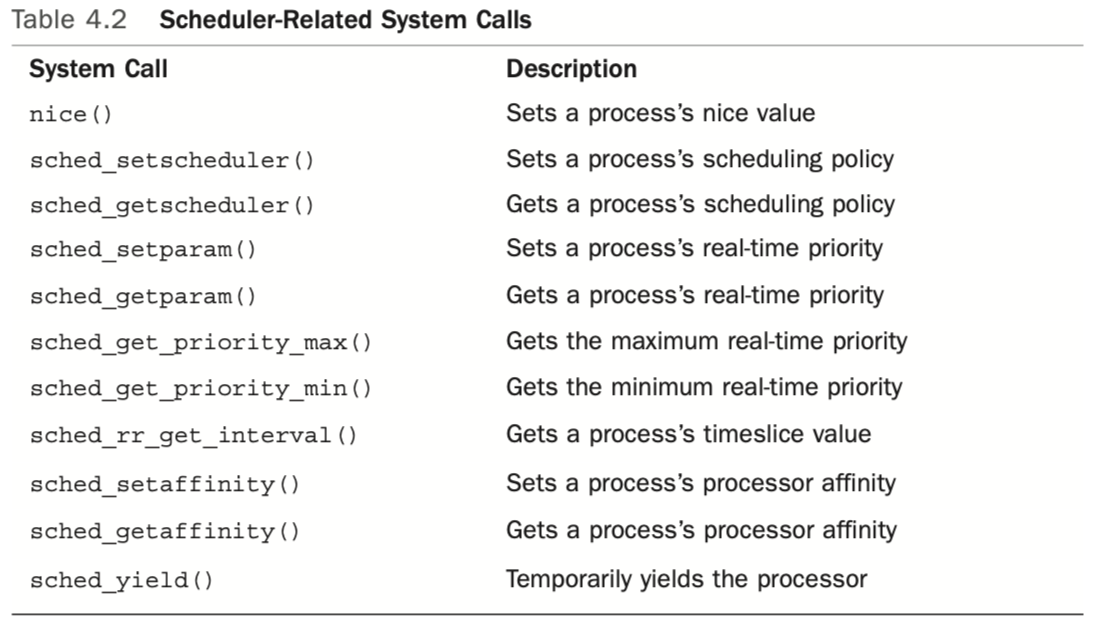 Table 4.2 Scheduler-Related System Calls
System Call Description
nice() Sets a process’s nice value
sched_setscheduler() Sets a process’s scheduling policy
sched_getscheduler() Gets a process’s scheduling policy
sched_setparam() Sets a process’s real-time priority
sched_getparam() Gets a process’s real-time priority
sched_get_priority_max() Gets the maximum real-time priority
sched_get_priority_min() Gets the minimum real-time priority
sched_rr_get_interval() Gets a process’s timeslice value
sched_setaffinity() Sets a process’s processor affinity
sched_getaffinity() Gets a process’s processor affinity
sched_yield() Temporarily yields the processor